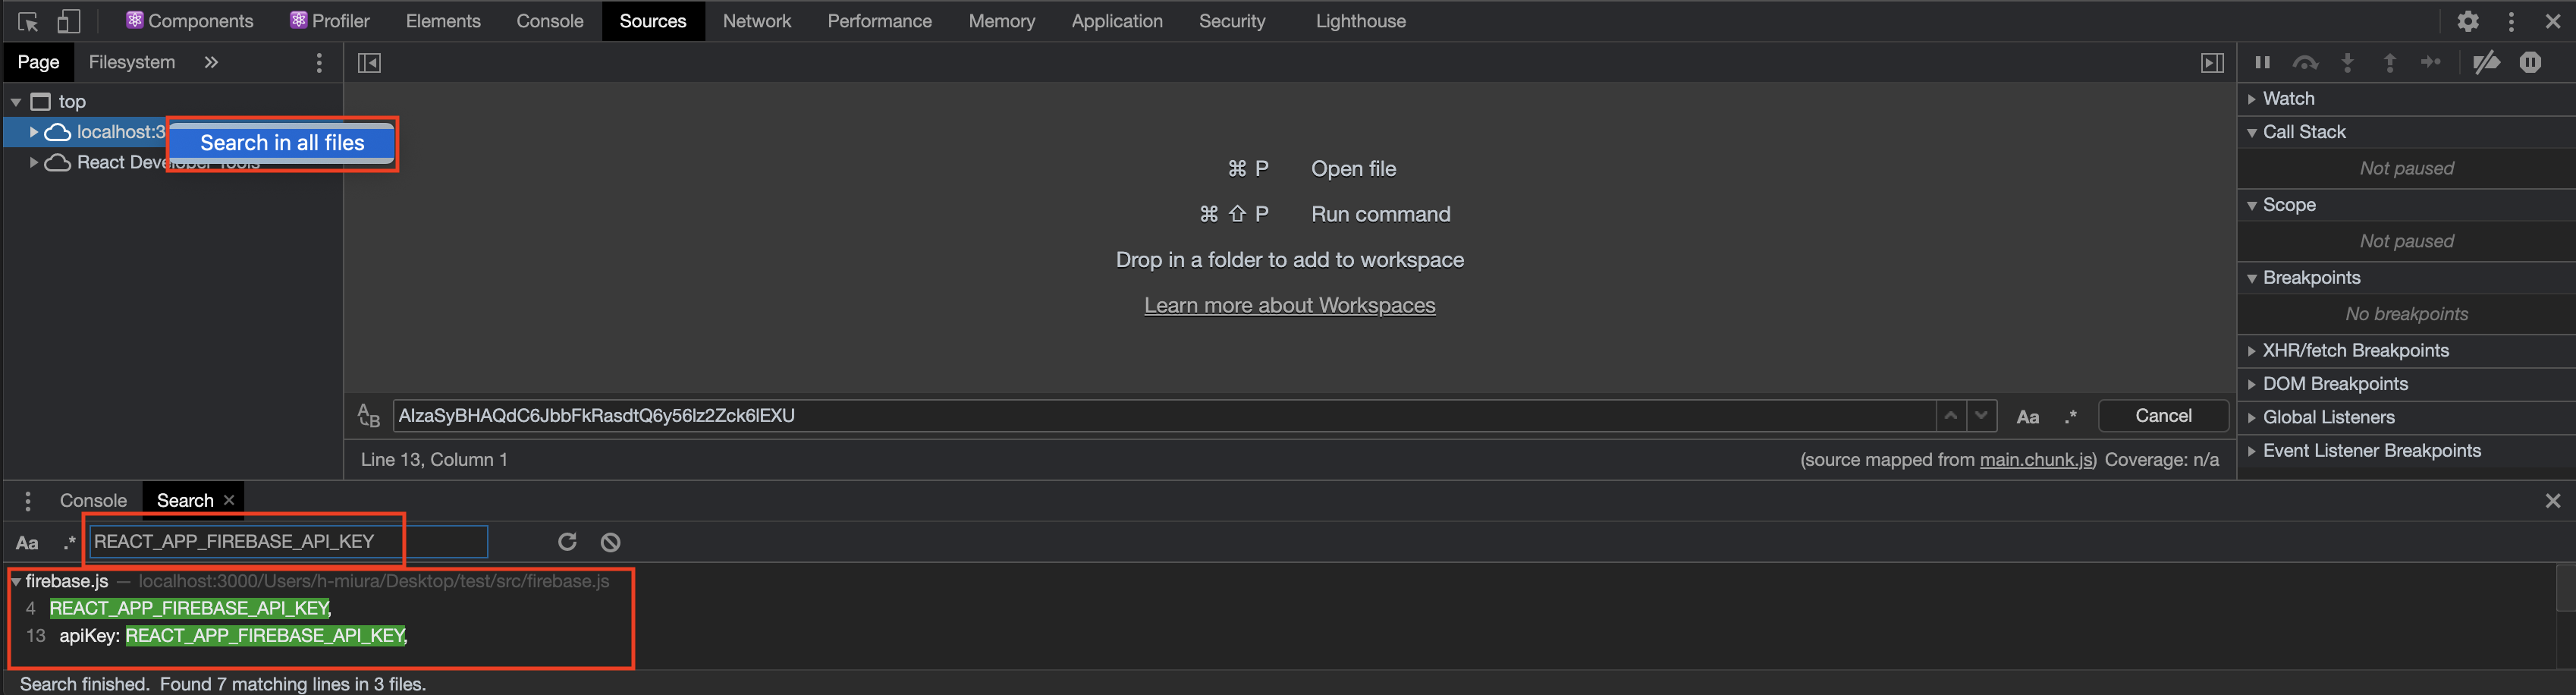 Components Profiler Elements Console Sources Network Performance Memory Application Security Lighthouse
Page Filesystem »
top
localhost:3
Search in all files
React Developer Tools
⌘ P Open file
⌘ ⇧ P Run command
Drop in a folder to add to workspace
Learn more about Workspaces
AIzaSyBHAQdC6JbbFkRasdtQ6y56lz2Zck6lEXU
Aa .* Cancel
Line 13, Column 1
(source mapped from main.chunk.js) Coverage: n/a
Watch
Call Stack
Not paused
Scope
Not paused
Breakpoints
No breakpoints
XHR/fetch Breakpoints
DOM Breakpoints
Global Listeners
Event Listener Breakpoints
Console Search ×
Aa .* REACT_APP_FIREBASE_API_KEY
firebase.js — localhost:3000/Users/h-miura/Desktop/test/src/firebase.js
4 REACT_APP_FIREBASE_API_KEY,
13 apiKey: REACT_APP_FIREBASE_API_KEY,
Search finished. Found 7 matching lines in 3 files.